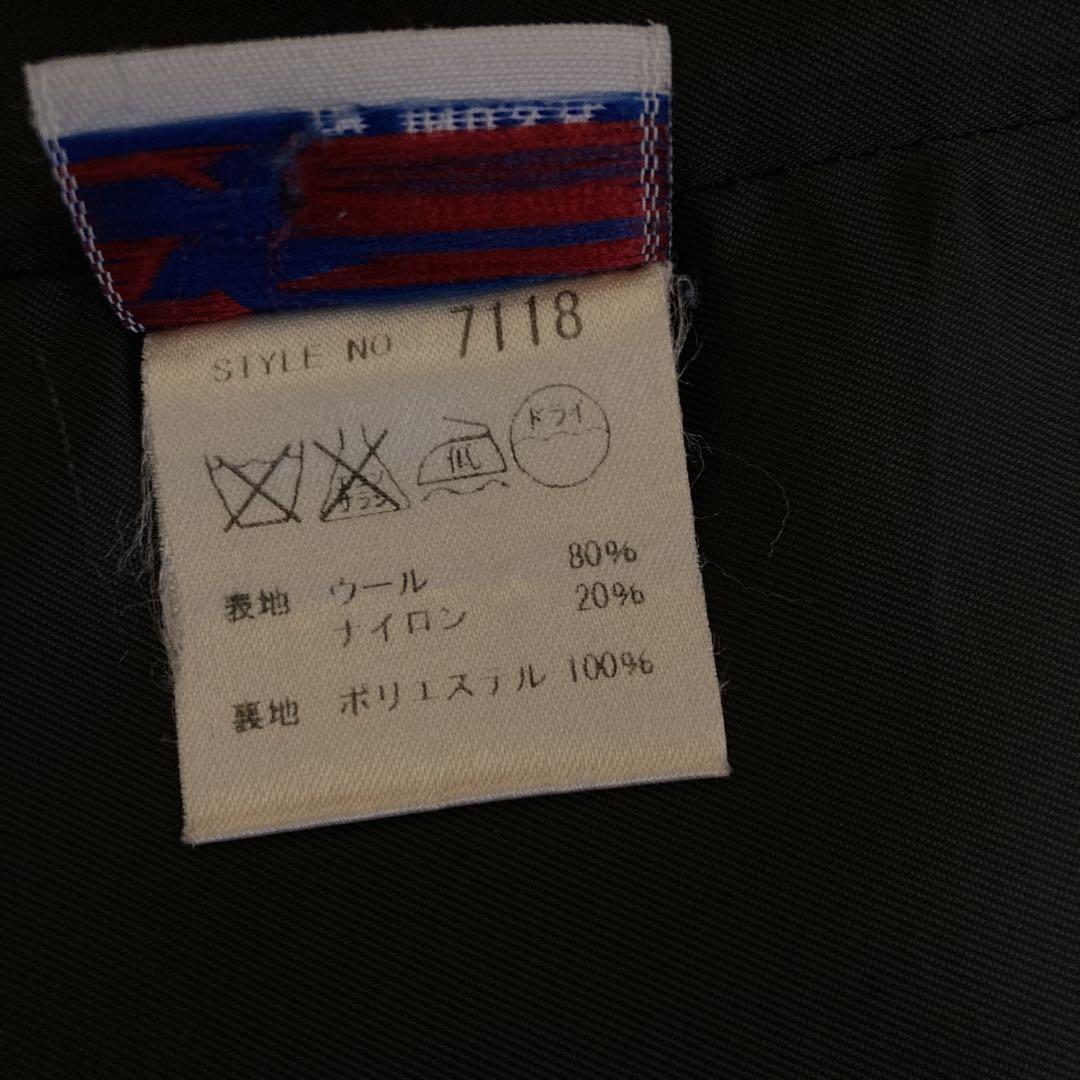 STYLE NO 7118
中 ドライ
表地 ウール 80%
ナイロン 20%
裏地 ポリエステル 100%